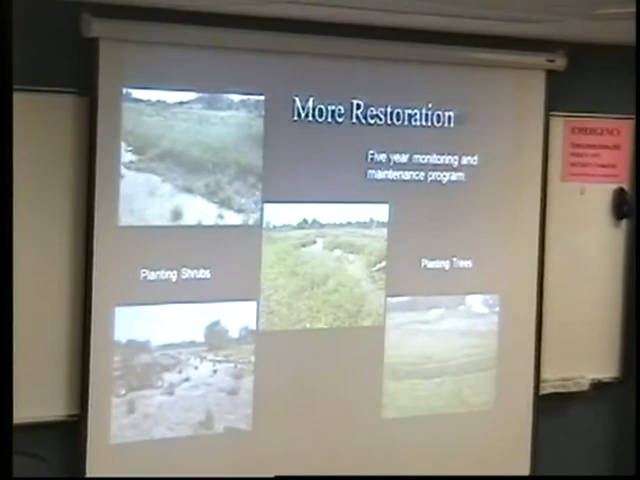 More Restoration
Five year monitoring and
maintenance program
Planting Shrubs
Planting Trees
EMERGENCY